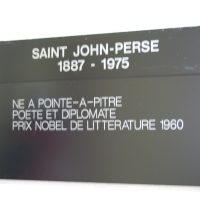 SAINT JOHN-PERSE
1887 - 1975
NE A POINTE-A-PITRE
POETE ET DIPLOMATE
PRIX NOBEL DE LITTERATURE 1960